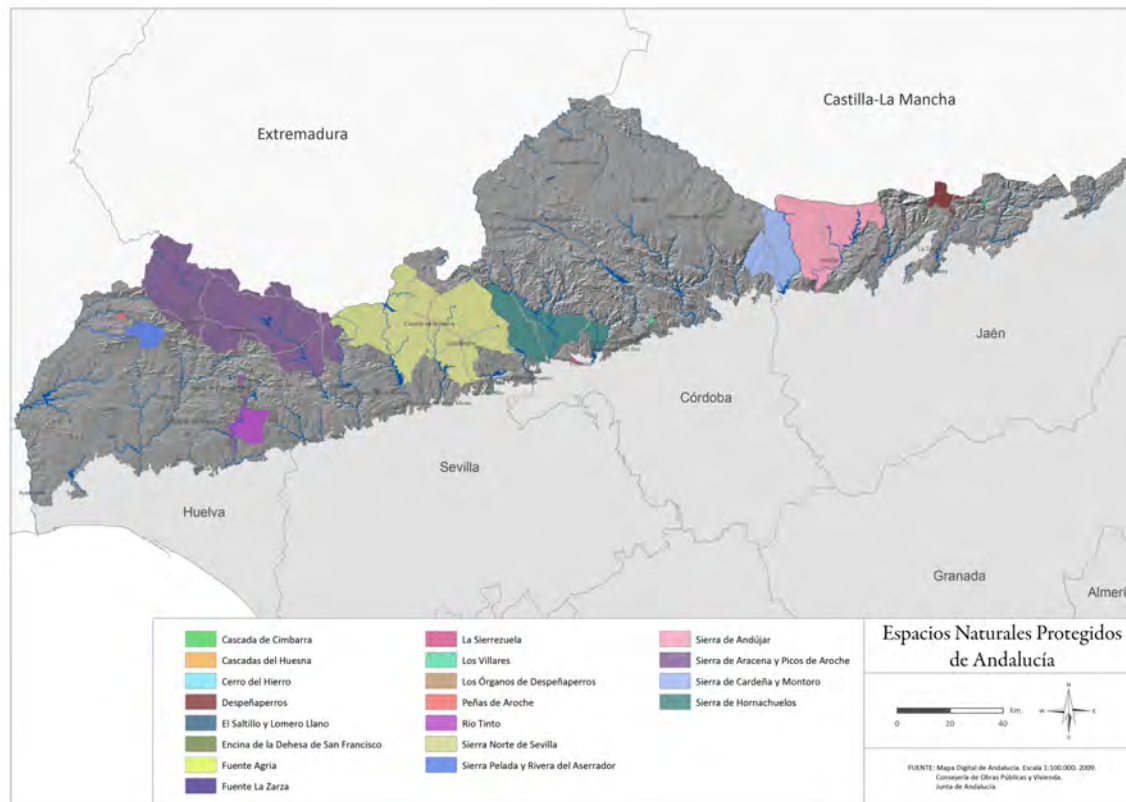 Castilla-La Mancha
Extremadura
Jaén
Córdoba
Sevilla
Huelva
Granada
Almerí
Cascada de Cimbarra
Cascadas del Huesna
Cerro del Hierro
Despeñaperros
El Saltillo y Lomero Llano
Encina de la Dehesa de San Francisco
Fuente Agria
Fuente La Zarza
La Sierrezuela
Los Villares
Los Órganos de Despeñaperros
Peñas de Aroche
Río Tinto
Sierra Norte de Sevilla
Sierra Pelada y Rivera del Aserrador
Sierra de Andújar
Sierra de Aracena y Picos de Aroche
Sierra de Cardeña y Montoro
Sierra de Hornachuelos
Espacios Naturales Protegidos
de Andalucía
Km.
0 20 40
N
W E
S
FUENTE: Mapa Digital de Andalucía. Escala 1:100.000. 2009.
Consejería de Obras Públicas y Vivienda.
Junta de Andalucía.